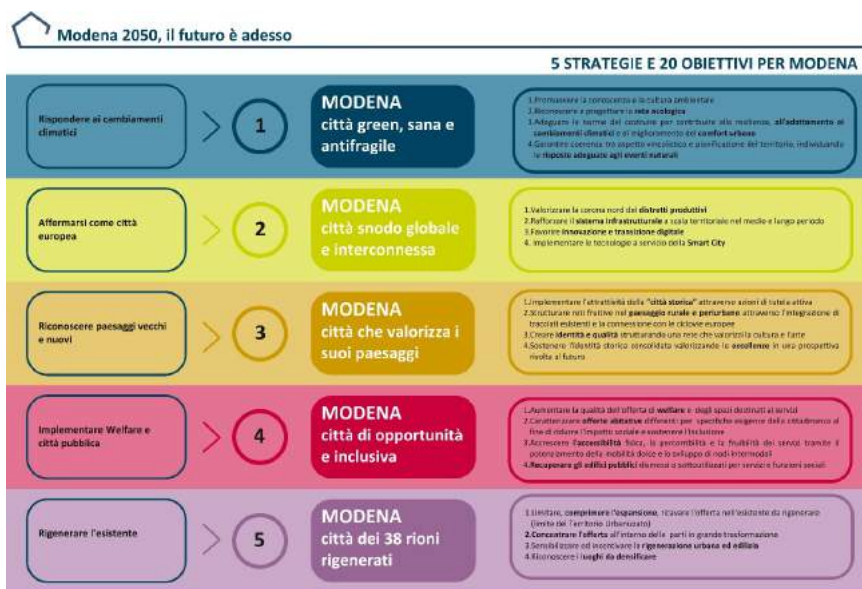 Modena 2050, il futuro è adesso
5 STRATEGIE E 20 OBIETTIVI PER MODENA
Rispondere ai cambiamenti
climatici
1
MODENA
città green, sana e
antifragile
1.Promuovere la conoscenza e la cultura ambientale
2.Riconoscere e progettare la rete ecologica
3.Adeguare le norme del costruire per contribuire alla resilienza, all'adattamento ai
cambiamenti climatici e al miglioramento del comfort urbano
4.Garantire coerenza tra aspetto vincolistico e pianificazione del territorio, individuando
le risposte adeguate agli eventi naturali
Affermarsi come città
europea
2
MODENA
città snodo globale
e interconnessa
1.Valorizzare la corona nord dei distretti produttivi
2.Rafforzare il sistema infrastrutturale a scala territoriale nel medio e lungo periodo
3.Favorire innovazione e transizione digitale
4. Implementare le tecnologie a servizio della Smart City
Riconoscere paesaggi vecchi
e nuovi
3
MODENA
città che valorizza i
suoi paesaggi
1.Implementare l'attrattività della "città storica" attraverso azioni di tutela attiva
2.Strutturare reti fruitive nel paesaggio rurale e periurbano attraverso l'integrazione di
tracciati esistenti e la connessione con le ciclovie europee
3.Creare identità e qualità strutturando una rete che valorizzi la cultura e l'arte
4.Sostenere l'identità storica consolidata valorizzando le eccellenze in una prospettiva
rivolta al futuro
Implementare Welfare e
città pubblica
4
MODENA
città di opportunità
e inclusiva
1.Aumentare la qualità dell'offerta di welfare e degli spazi destinati ai servizi
2.Caratterizzare offerte abitative differenti per specifiche esigenze della cittadinanza al
fine di ridurre l'impatto sociale e sostenere l'inclusione
3.Accrescere l'accessibilità fisica, la percorribilità e la fruibilità dei servizi tramite il
potenziamento della mobilità dolce e lo sviluppo di nodi intermodali
4.Recuperare gli edifici pubblici dismessi o sottoutilizzati per servizi e funzioni sociali
Rigenerare l'esistente
5
MODENA
città dei 38 rioni
rigenerati
1.Limitare, comprimere l'espansione, ricavare l'offerta nell'esistente da rigenerare
(limite del Territorio Urbanizzato)
2.Concentrare l'offerta all'interno delle parti in grande trasformazione
3.Sensibilizzare ed incentivare la rigenerazione urbana ed edilizia
4.Riconoscere i luoghi da densificare